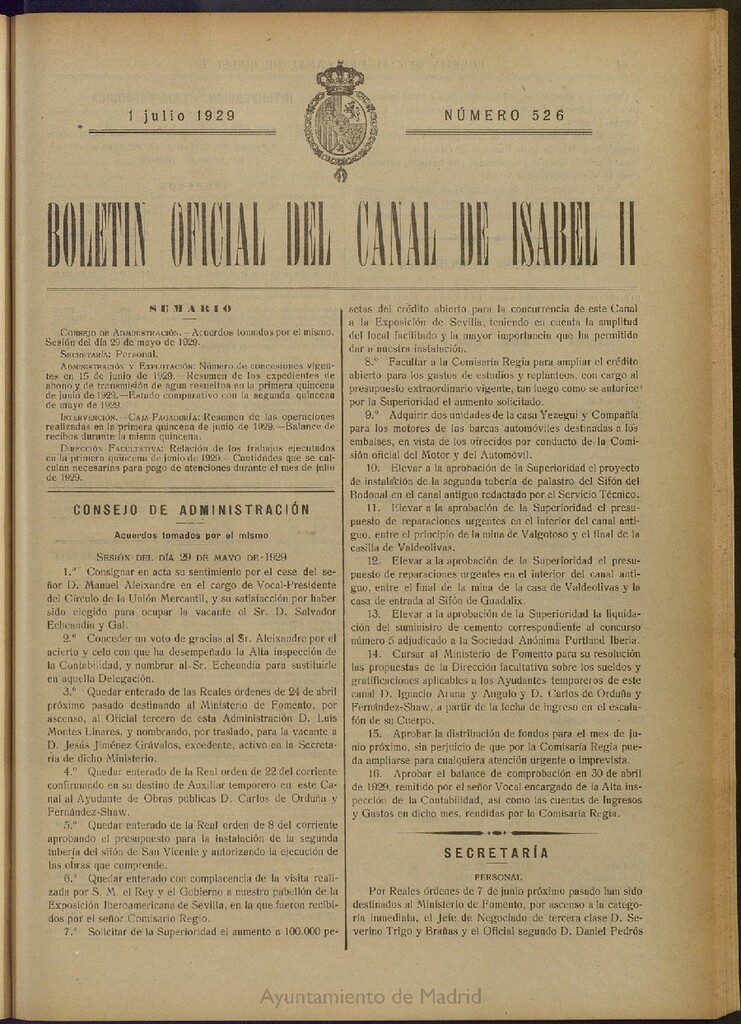 1 julio 1929
NÚMERO 526
BOLETIN OFICIAL DEL CANAL DE ISABEL II
SUMARIO
CONSEJO DE ADMINISTRACIÓN.—Acuerdos tomados por el mismo.
Sesión del día 29 de mayo de 1929.
SECRETARÍA: Personal.
ADMINISTRACIÓN Y EXPLOTACIÓN: Número de concesiones vigen-
tes en 15 de junio de 1929.—Resumen de los expedientes de
abono y de transmisión de agua resueltos en la primera quincena
de junio de 1929.—Estado comparativo con la segunda quincena
de mayo de 1929.
INTERVENCIÓN.—CAJA-PAGADURÍA: Resumen de las operaciones
realizadas en la primera quincena de junio de 1929.—Balance de
recibos durante la misma quincena.
DIRECCIÓN FACULTATIVA: Relación de los trabajos ejecutados
en la primera quincena de junio de 1929.—Cantidades que se cal-
culan necesarias para pago de atenciones durante el mes de julio
de 1929.
CONSEJO DE ADMINISTRACIÓN
Acuerdos tomados por el mismo
SESIÓN DEL DÍA 29 DE MAYO DE 1929
1.º Consignar en acta su sentimiento por el cese del se-
ñor D. Manuel Aleixandre en el cargo de Vocal-Presidente
del Círculo de la Unión Mercantil, y su satisfacción por haber
sido elegido para ocupar la vacante el Sr. D. Salvador
Echeandía y Gal.
2.º Conceder un voto de gracias al Sr. Aleixandre por el
acierto y celo con que ha desempeñado la Alta inspección de
la Contabilidad, y nombrar al Sr. Echeandía para sustituirle
en aquella Delegación.
3.º Quedar enterado de las Reales órdenes de 24 de abril
próximo pasado destinando al Ministerio de Fomento, por
ascenso, al Oficial tercero de esta Administración D. Luis
Montes Linares, y nombrando, por traslado, para la vacante a
D. Jesús Jiménez Grávalos, excedente, activo en la Secreta-
ría de dicho Ministerio.
4.º Quedar enterado de la Real orden de 22 del corriente
confirmando en su destino de Auxiliar temporero en este Ca-
nal al Ayudante de Obras públicas D. Carlos de Orduña y
Fernández-Shaw.
5.º Quedar enterado de la Real orden de 8 del corriente
aprobando el presupuesto para la instalación de la segunda
tubería del sifón de San Vicente y autorizando la ejecución de
las obras que comprende.
6.º Quedar enterado con complacencia de la visita reali-
zada por S. M. el Rey y el Gobierno a nuestro pabellón de la
Exposición Iberoamericana de Sevilla, en la que fueron recibi-
dos por el señor Comisario Regio.
7.º Solicitar de la Superioridad el aumento a 100.000 pe-
setas del crédito abierto para la concurrencia de este Canal
a la Exposición de Sevilla, teniendo en cuenta la amplitud
del local facilitado y la mayor importancia que ha permitido
dar a nuestra instalación.
8.º Facultar a la Comisaría Regia para ampliar el crédito
abierto para los gastos de estudios y replanteos, con cargo al
presupuesto extraordinario vigente, tan luego como se autorice
por la Superioridad el aumento solicitado.
9.º Adquirir dos unidades de la casa Yezegui y Compañía
para los motores de las barcas automóviles destinadas a los
embalses, en vista de los ofrecidos por conducto de la Comi-
sión oficial del Motor y del Automóvil.
10. Elevar a la aprobación de la Superioridad el proyecto
de instalación de la segunda tubería de palastro del Sifón del
Bodonal en el canal antiguo redactado por el Servicio Técnico.
11. Elevar a la aprobación de la Superioridad el presu-
puesto de reparaciones urgentes en el interior del canal anti-
guo, entre el principio de la mina de Valgotoso y el final de la
casilla de Valdeolivas.
12. Elevar a la aprobación de la Superioridad el presu-
puesto de reparaciones urgentes en el interior del canal anti-
guo, entre el final de la mina de la casa de Valdeolivas y la
casa de entrada al Sifón de Guadalix.
13. Elevar a la aprobación de la Superioridad la liquida-
ción del suministro de cemento correspondiente al concurso
número 5 adjudicado a la Sociedad Anónima Portland Iberia.
14. Cursar al Ministerio de Fomento para su resolución
las propuestas de la Dirección facultativa sobre los sueldos y
gratificaciones aplicables a los Ayudantes temporeros de este
canal D. Ignacio Arana y Angulo y D. Carlos de Orduña y
Fernández-Shaw, a partir de la fecha de ingreso en el escala-
fón de su Cuerpo.
15. Aprobar la distribución de fondos para el mes de ju-
nio próximo, sin perjuicio de que por la Comisaría Regia pue-
da ampliarse para cualquiera atención urgente o imprevista.
16. Aprobar el balance de comprobación en 30 de abril
de 1929, remitido por el señor Vocal encargado de la Alta ins-
pección de la Contabilidad, así como las cuentas de Ingresos
y Gastos en dicho mes, rendidas por la Comisaría Regia.
SECRETARÍA
PERSONAL
Por Reales órdenes de 7 de junio próximo pasado han sido
destinados al Ministerio de Fomento, por ascenso a la catego-
ría inmediata, el Jefe de Negociado de tercera clase D. Se-
verino Trigo y Brañas y el Oficial segundo D. Daniel Pedrós
Ayuntamiento de Madrid